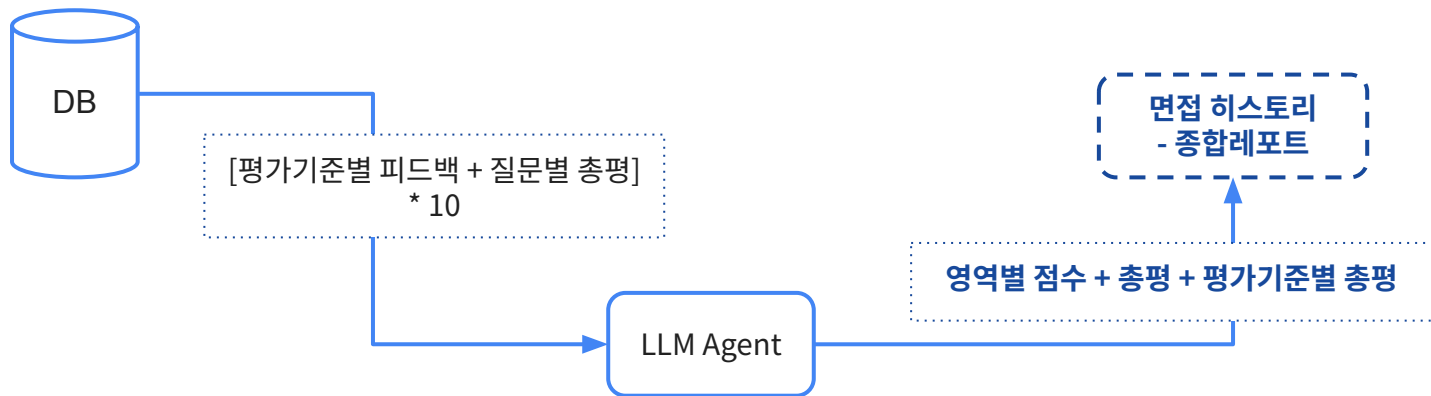 DB
[평가기준별 피드백 + 질문별 총평]
* 10
LLM Agent
영역별 점수 + 총평 + 평가기준별 총평
면접 히스토리
- 종합레포트